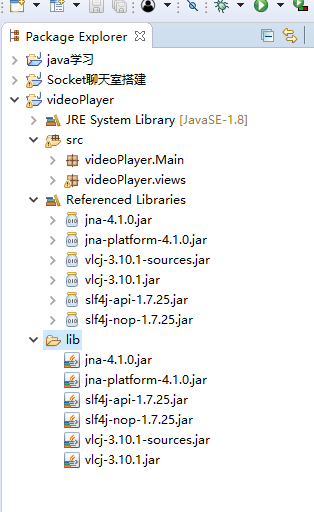 Package Explorer
java学习
Socket聊天室搭建
videoPlayer
JRE System Library [JavaSE-1.8]
src
videoPlayer.Main
videoPlayer.views
Referenced Libraries
jna-4.1.0.jar
jna-platform-4.1.0.jar
vlcj-3.10.1-sources.jar
vlcj-3.10.1.jar
slf4j-api-1.7.25.jar
slf4j-nop-1.7.25.jar
lib
jna-4.1.0.jar
jna-platform-4.1.0.jar
slf4j-api-1.7.25.jar
slf4j-nop-1.7.25.jar
vlcj-3.10.1-sources.jar
vlcj-3.10.1.jar